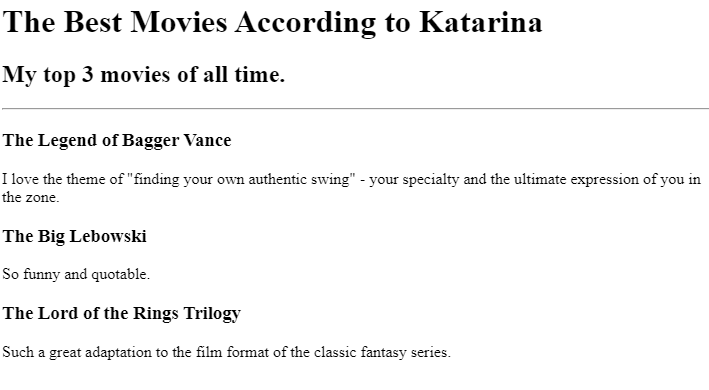 The Best Movies According to Katarina
My top 3 movies of all time.
The Legend of Bagger Vance
I love the theme of "finding your own authentic swing" - your specialty and the ultimate expression of you in
the zone.
The Big Lebowski
So funny and quotable.
The Lord of the Rings Trilogy
Such a great adaptation to the film format of the classic fantasy series.